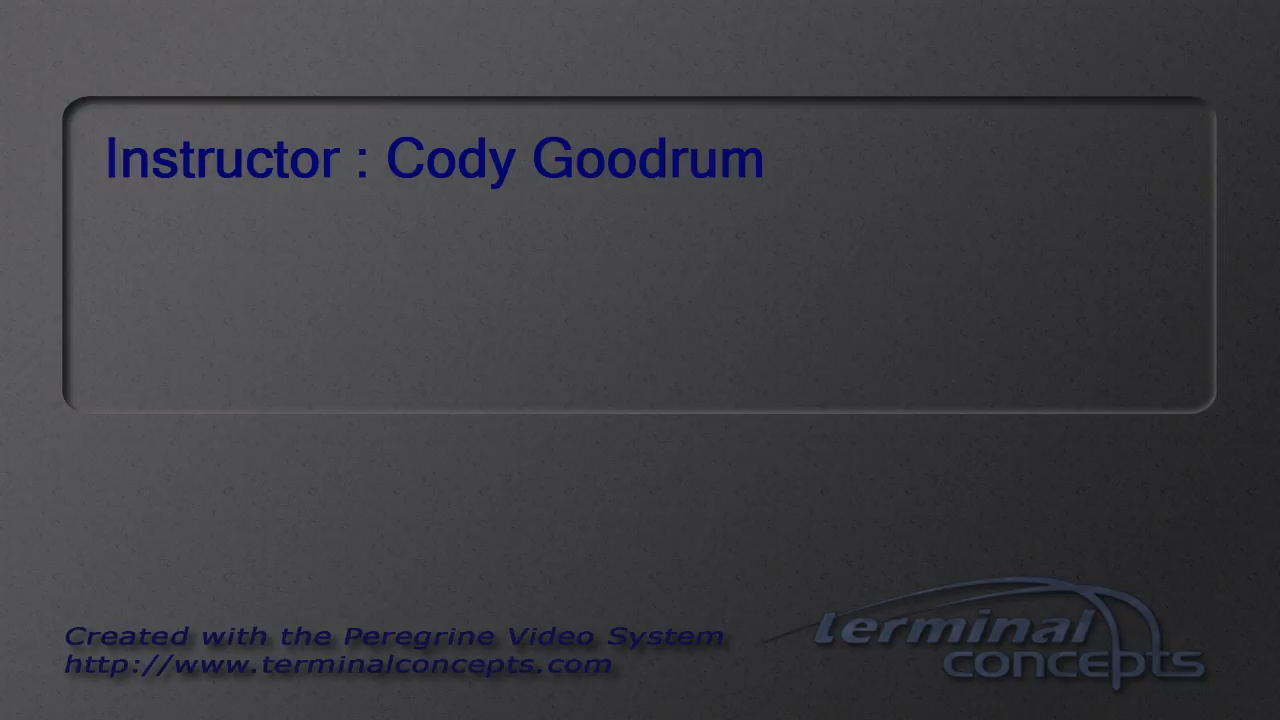 Instructor : Cody Goodrum
Created with the Peregrine Video System
http://www.terminalconcepts.com
terminal
concepts